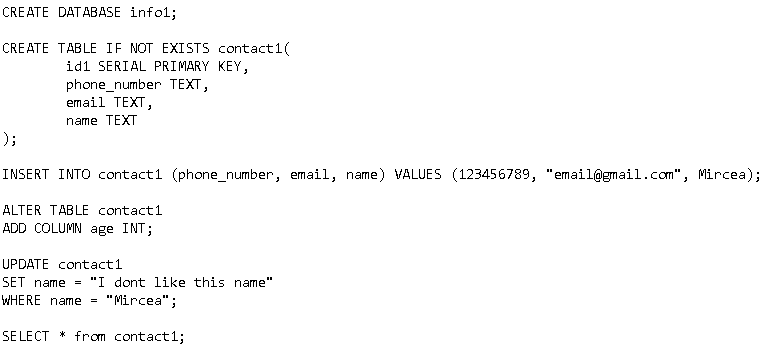 CREATE DATABASE info1;
CREATE TABLE IF NOT EXISTS contact1(
id1 SERIAL PRIMARY KEY,
phone_number TEXT,
email TEXT,
name TEXT
);
INSERT INTO contact1 (phone_number, email, name) VALUES (123456789, "email@gmail.com", Mircea);
ALTER TABLE contact1
ADD COLUMN age INT;
UPDATE contact1
SET name = "I dont like this name"
WHERE name = "Mircea";
SELECT * from contact1;